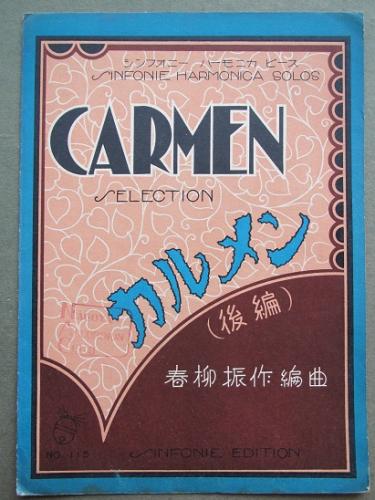 シンフォニー ハーモニカ ピース
SINFONIE HARMONICA SOLOS
CARMEN
SELECTION
カルメン
(後編)
春柳振作編曲
NO. 115
SINFONIE EDITION